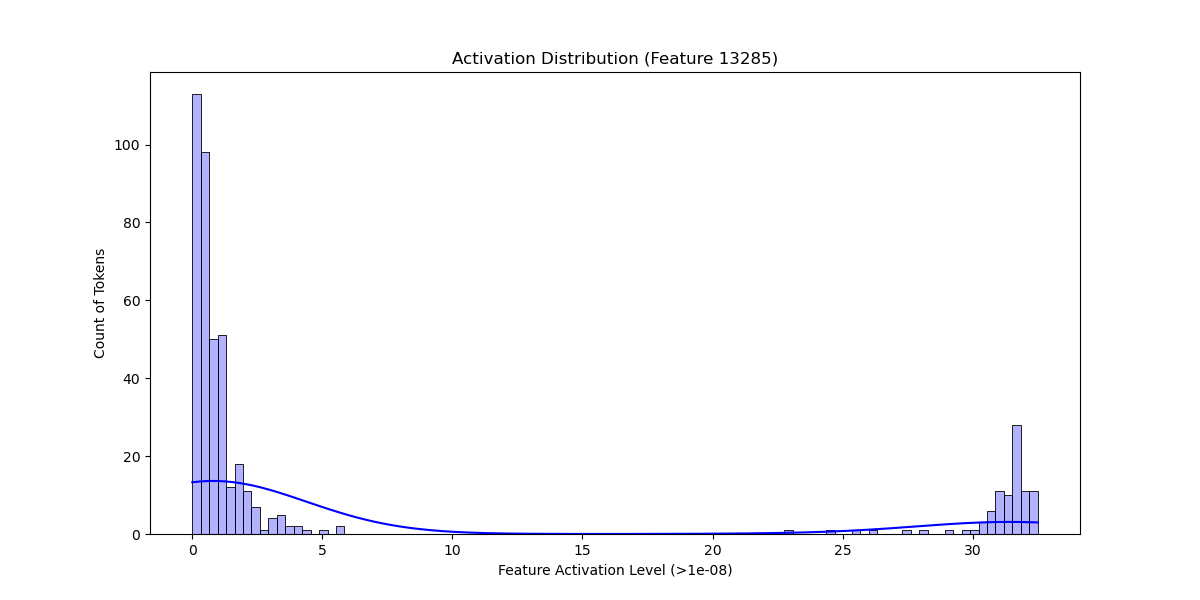 Activation Distribution (Feature 13285)
100
80
60
40
20
0
Count of Tokens
0 5 10 15 20 25 30
Feature Activation Level (>1e-08)